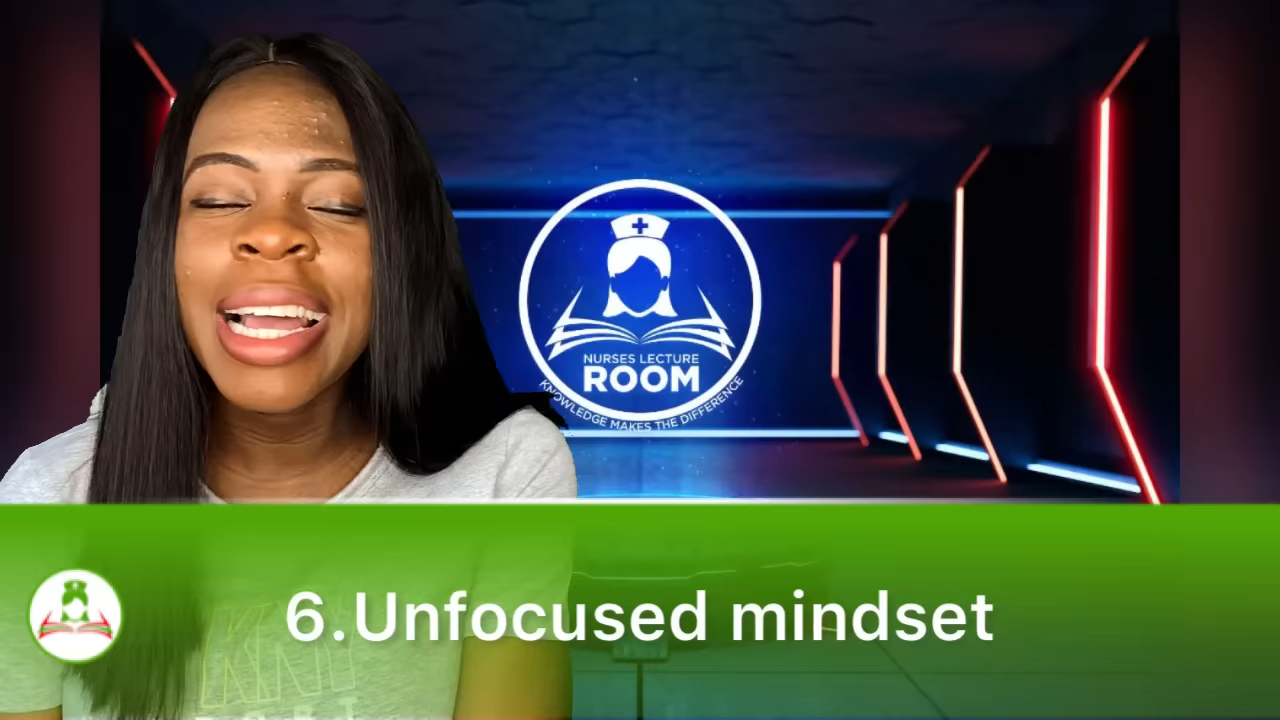 NURSES LECTURE
ROOM
KNOWLEDGE MAKES THE DIFFERENCE
6.Unfocused mindset